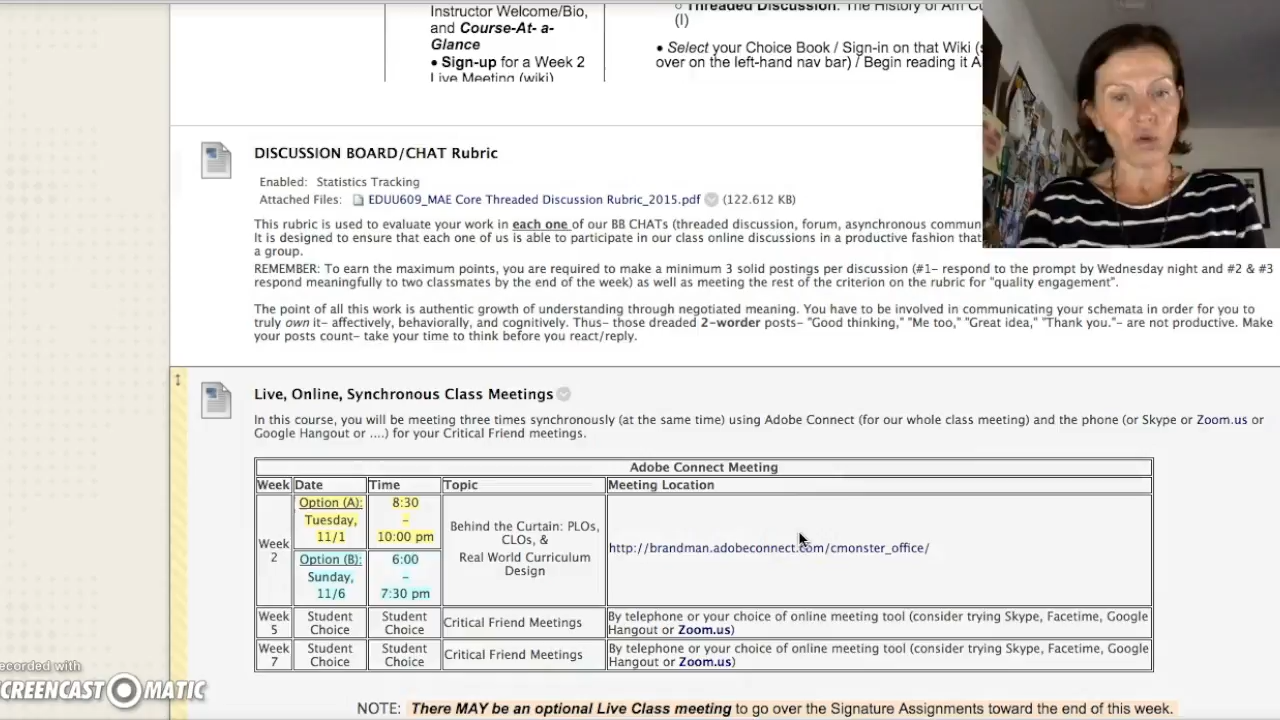 Instructor Welcome/Bio,
and Course-At- a-
Glance
• Sign-up for a Week 2
Live Meeting (wiki)
○ Threaded Discussion: The History of Am Cu
(I)
• Select your Choice Book / Sign-in on that Wiki (s
over on the left-hand nav bar) / Begin reading it A
DISCUSSION BOARD/CHAT Rubric
Enabled: Statistics Tracking
Attached Files: EDUU609_MAE Core Threaded Discussion Rubric_2015.pdf (122.612 KB)
This rubric is used to evaluate your work in each one of our BB CHATs (threaded discussion, forum, asynchronous commun
It is designed to ensure that each one of us is able to participate in our class online discussions in a productive fashion that
a group.
REMEMBER: To earn the maximum points, you are required to make a minimum 3 solid postings per discussion (#1- respond to the prompt by Wednesday night and #2 & #3
respond meaningfully to two classmates by the end of the week) as well as meeting the rest of the criterion on the rubric for "quality engagement".
The point of all this work is authentic growth of understanding through negotiated meaning. You have to be involved in communicating your schemata in order for you to
truly own it- affectively, behaviorally, and cognitively. Thus- those dreaded 2-worder posts- "Good thinking," "Me too," "Great idea," "Thank you."- are not productive. Make
your posts count- take your time to think before you react/reply.
Live, Online, Synchronous Class Meetings
In this course, you will be meeting three times synchronously (at the same time) using Adobe Connect (for our whole class meeting) and the phone (or Skype or Zoom.us or
Google Hangout or ....) for your Critical Friend meetings.
Adobe Connect Meeting
Week Date Time Topic Meeting Location
Week
2
Option (A):
Tuesday,
11/1
8:30
–
10:00 pm
Option (B):
Sunday,
11/6
6:00
–
7:30 pm
Behind the Curtain: PLOs,
CLOs, &
Real World Curriculum
Design
http://brandman.adobeconnect.com/cmonster_office/
Week
5
Student
Choice
Student
Choice
Critical Friend Meetings
By telephone or your choice of online meeting tool (consider trying Skype, Facetime, Google
Hangout or Zoom.us)
Week
7
Student
Choice
Student
Choice
Critical Friend Meetings
By telephone or your choice of online meeting tool (consider trying Skype, Facetime, Google
Hangout or Zoom.us)
NOTE: There MAY be an optional Live Class meeting to go over the Signature Assignments toward the end of this week.
ecorded with
SCREENCAST MATIC